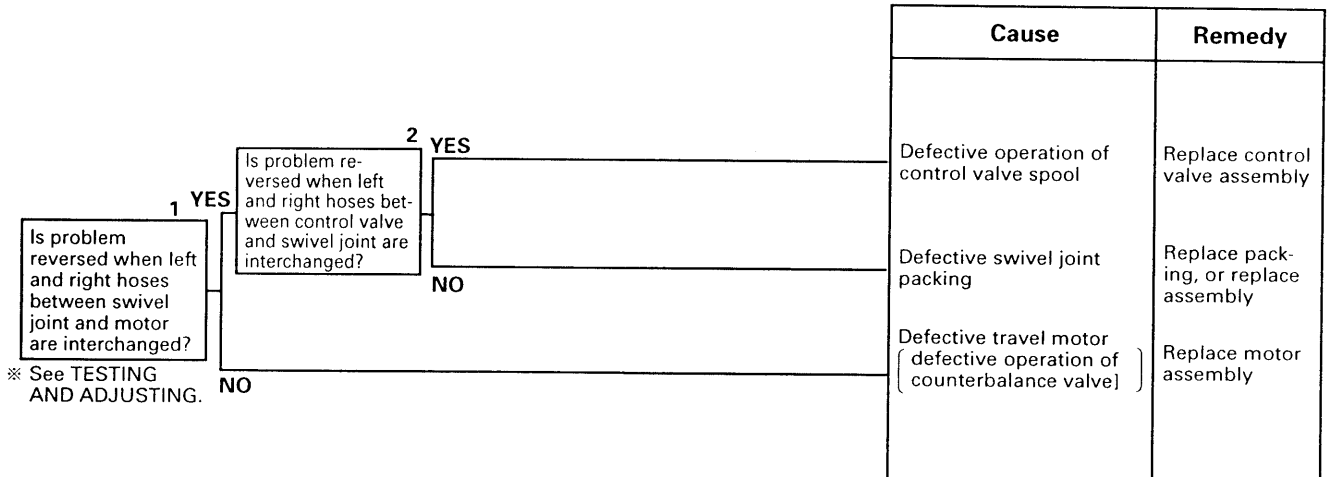 Cause
Remedy
1
Is problem
reversed when left
and right hoses
between swivel
joint and motor
are interchanged?
※ See TESTING
AND ADJUSTING.
YES
NO
2
Is problem re-
versed when left
and right hoses bet-
ween control valve
and swivel joint are
interchanged?
YES
NO
Defective operation of
control valve spool
Replace control
valve assembly
Defective swivel joint
packing
Replace pack-
ing, or replace
assembly
Defective travel motor
[defective operation of
counterbalance valve]
Replace motor
assembly